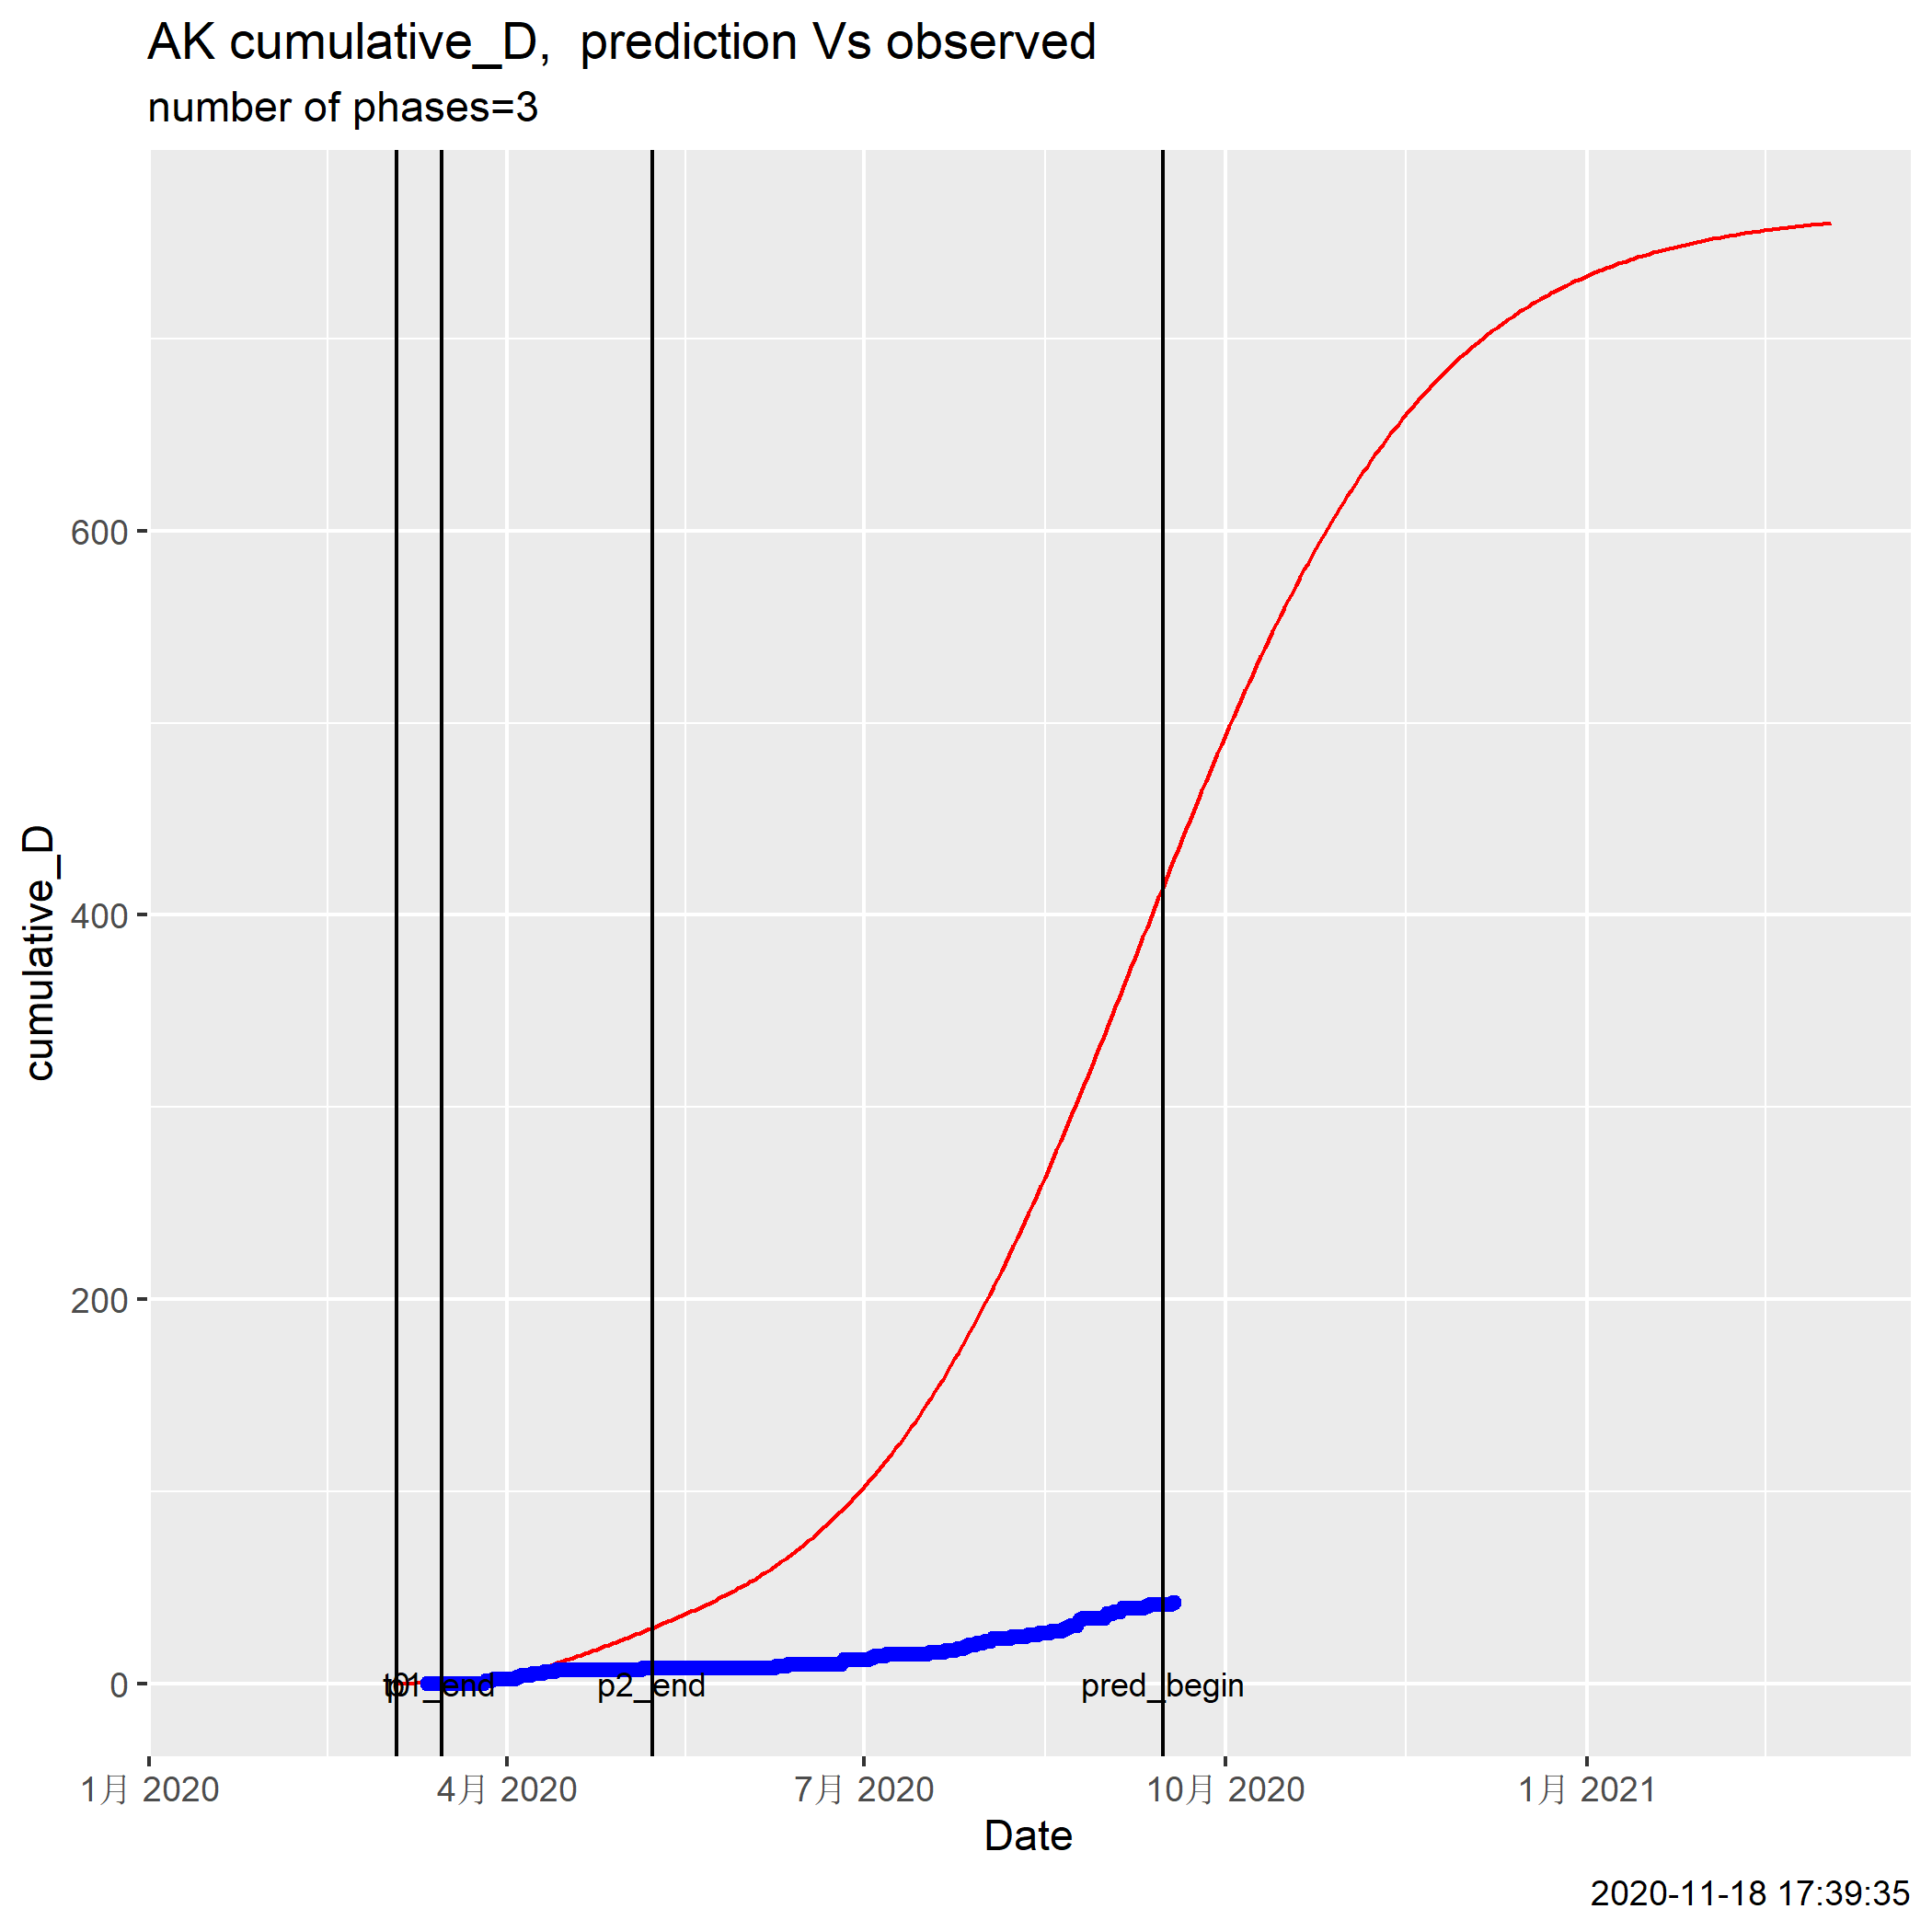 AK cumulative_D,  prediction Vs observed
number of phases=3
cumulative_D
600
400
200
0
t0
p1_end
p2_end
pred_begin
1月 2020
4月 2020
7月 2020
10月 2020
1月 2021
Date
2020-11-18 17:39:35